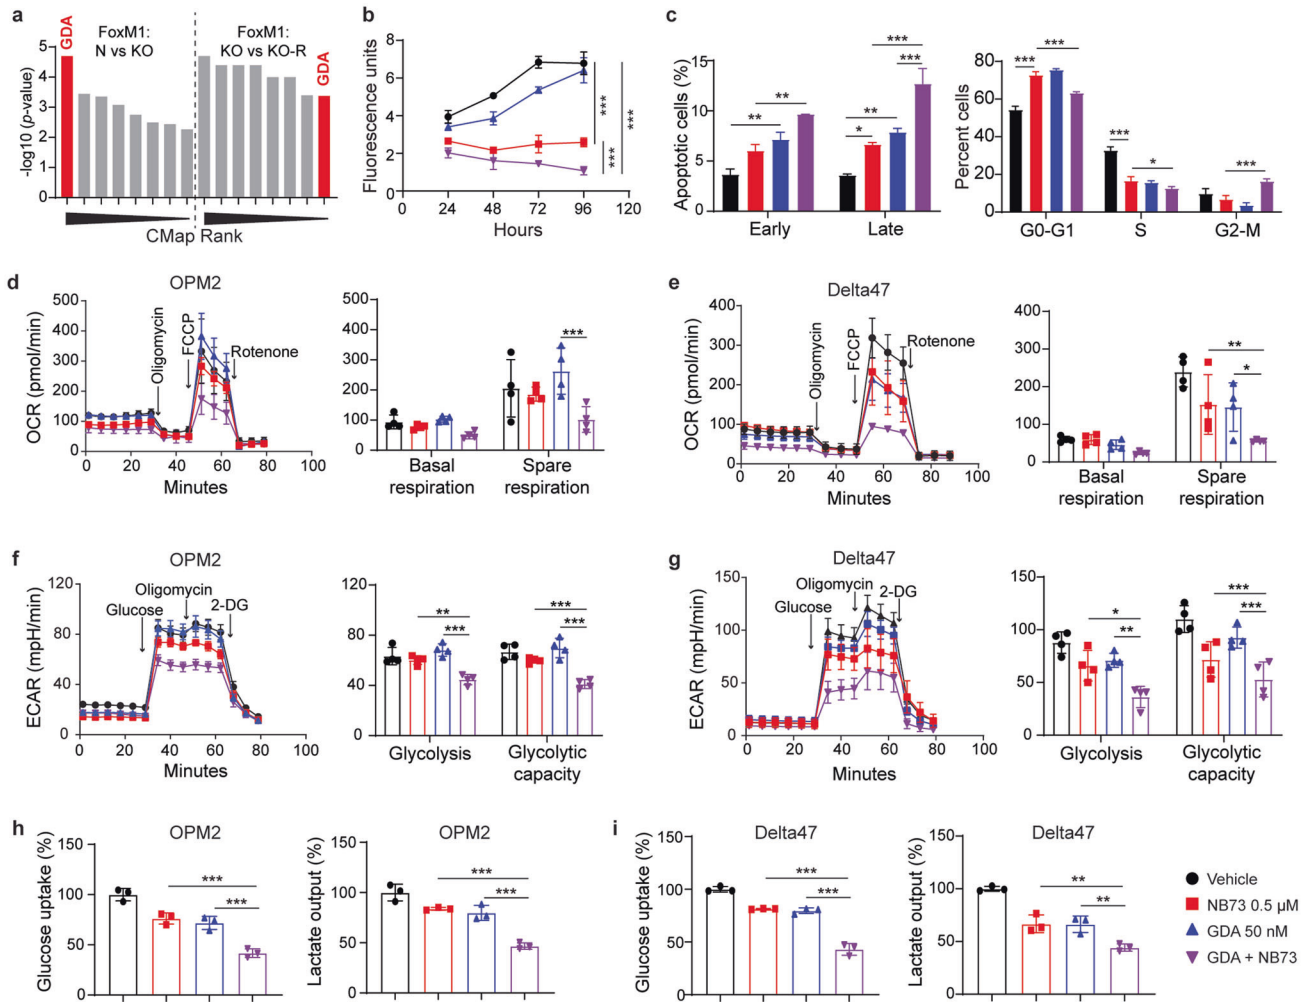 a
FoxM1:
N vs KO
FoxM1:
KO vs KO-R
GDA
GDA
-log10 (p-value)
5
4
3
2
1
0
CMap Rank
b
Fluorescence units
8
6
4
2
0
0 24 48 72 96 120
Hours
*** *** ***
c
Apoptotic cells (%)
15
10
5
0
** ** * ** *** ***
Early Late
Percent cells
80
60
40
20
0
*** *** *** * ***
G0-G1 S G2-M
d
OPM2
OCR (pmol/min)
500
400
300
200
100
0
Oligomycin
FCCP
Rotenone
0 20 40 60 80 100
Minutes
500
400
300
200
100
0
***
Basal
respiration
Spare
respiration
e
Delta47
OCR (pmol/min)
400
300
200
100
0
Oligomycin
FCCP
Rotenone
0 20 40 60 80 100
Minutes
400
300
200
100
0
**
*
Basal
respiration
Spare
respiration
f
OPM2
ECAR (mpH/min)
120
80
40
0
Oligomycin
Glucose
2-DG
0 20 40 60 80 100
Minutes
120
80
40
0
** ***
*** ***
Glycolysis
Glycolytic
capacity
g
Delta47
ECAR (mpH/min)
150
100
50
0
Oligomycin
Glucose
2-DG
0 20 40 60 80 100
Minutes
150
100
50
0
* ***
** ***
Glycolysis
Glycolytic
capacity
h
OPM2
Glucose uptake (%)
150
100
50
0
***
***
OPM2
Lactate output (%)
150
100
50
0
***
***
i
Delta47
Glucose uptake (%)
150
100
50
0
***
***
Delta47
Lactate output (%)
150
100
50
0
**
**
Vehicle
NB73 0.5 µM
GDA 50 nM
GDA + NB73